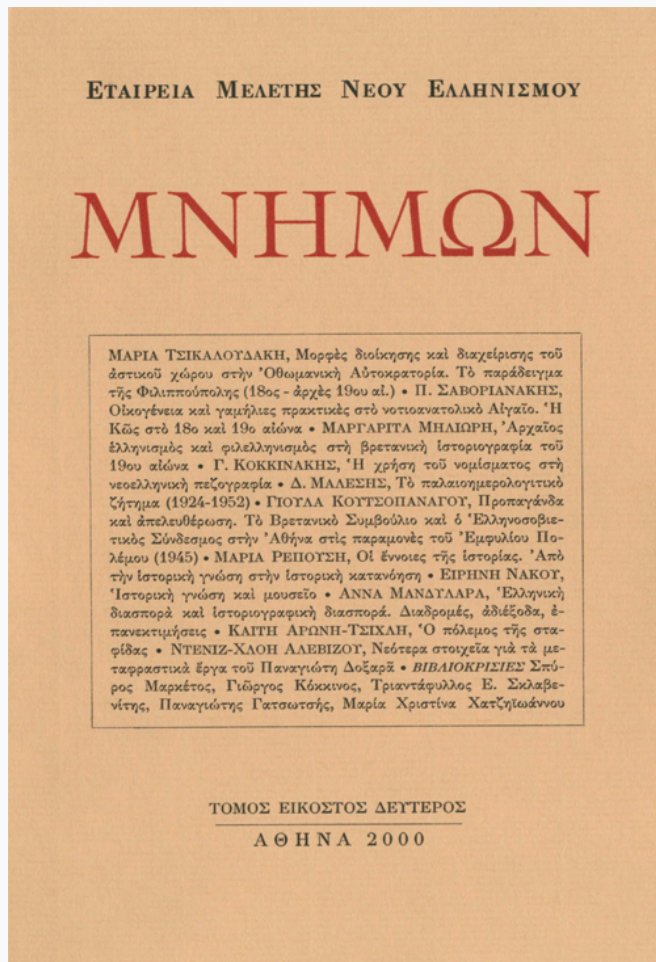 ΕΤΑΙΡΕΙΑ ΜΕΛΕΤΗΣ ΝΕΟΥ ΕΛΛΗΝΙΣΜΟΥ
ΜΝΗΜΩΝ
ΜΑΡΙΑ ΤΣΙΚΑΛΟΥΔΑΚΗ, Μορφὲς διοίκησης καὶ διαχείρισης τοῦ
ἀστικοῦ χώρου στὴν Ὀθωμανικὴ Αὐτοκρατορία. Τὸ παράδειγμα
τῆς Φιλιππούπολης (18ος - ἀρχὲς 19ου αἰ.) • Π. ΣΑΒΟΡΙΑΝΑΚΗΣ,
Οἰκογένεια καὶ γαμήλιες πρακτικὲς στὸ νοτιοανατολικὸ Αἰγαῖο. Ἡ
Κῶς στὸ 18ο καὶ 19ο αἰώνα • ΜΑΡΓΑΡΙΤΑ ΜΗΛΙΩΡΗ, Ἀρχαῖος
ἑλληνισμὸς καὶ φιλελληνισμὸς στὴ βρετανικὴ ἱστοριογραφία τοῦ
19ου αἰώνα • Γ. ΚΟΚΚΙΝΑΚΗΣ, Ἡ χρήση τοῦ νομίσματος στὴ
νεοελληνικὴ πεζογραφία • Δ. ΜΑΛΕΣΗΣ, Τὸ παλαιοημερολογιτικὸ
ζήτημα (1924-1952) • ΓΙΟΥΛΑ ΚΟΥΤΣΟΠΑΝΑΓΟΥ, Προπαγάνδα
καὶ ἀπελευθέρωση. Τὸ Βρετανικὸ Συμβούλιο καὶ ὁ Ἑλληνοσοβιε-
τικὸς Σύνδεσμος στὴν Ἀθήνα στὶς παραμονὲς τοῦ Ἐμφυλίου Πο-
λέμου (1945) • ΜΑΡΙΑ ΡΕΠΟΥΣΗ, Οἱ ἔννοιες τῆς ἱστορίας. Ἀπὸ
τὴν ἱστορικὴ γνώση στὴν ἱστορικὴ κατανόηση • ΕΙΡΗΝΗ ΝΑΚΟΥ,
Ἱστορικὴ γνώση καὶ μουσεῖο • ΑΝΝΑ ΜΑΝΔΥΛΑΡΑ, Ἑλληνικὴ
διασπορὰ καὶ ἱστοριογραφικὴ διασπορά. Διαδρομές, ἀδιέξοδα, ἐ-
πανεκτιμήσεις • ΚΑΙΤΗ ΑΡΩΝΗ-ΤΣΙΧΛΗ, Ὁ πόλεμος τῆς στα-
φίδας • ΝΤΕΝΙΖ-ΧΛΟΗ ΑΛΕΒΙΖΟΥ, Νεότερα στοιχεῖα γιὰ τὰ με-
ταφραστικὰ ἔργα τοῦ Παναγιώτη Δοξαρᾶ • ΒΙΒΛΙΟΚΡΙΣΙΕΣ Σπύ-
ρος Μαρκέτος, Γιῶργος Κόκκινος, Τριαντάφυλλος Ε. Σκλαβε-
νίτης, Παναγιώτης Γατσωτσής, Μαρία Χριστίνα Χατζηϊωάννου
ΤΟΜΟΣ ΕΙΚΟΣΤΟΣ ΔΕΥΤΕΡΟΣ
ΑΘΗΝΑ 2000